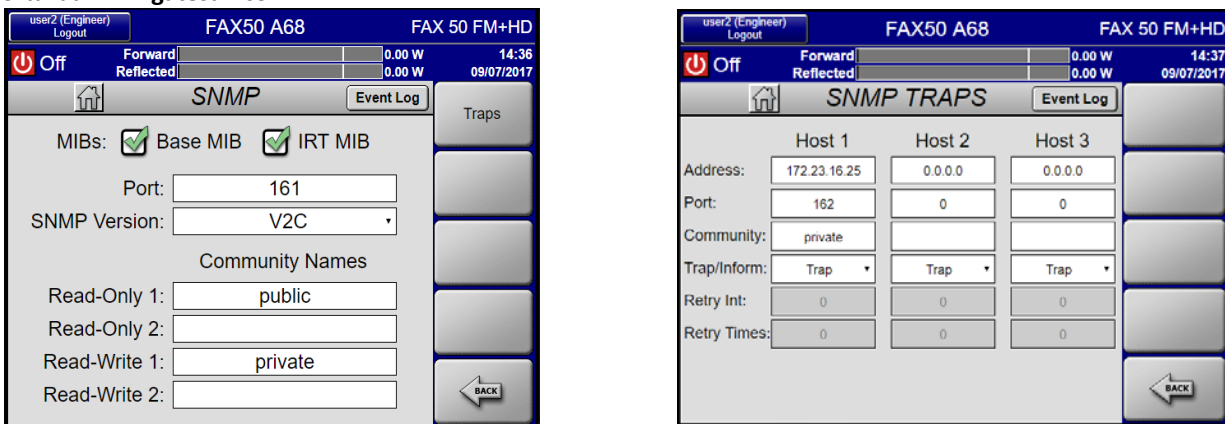 user2 (Engineer)
Logout
FAX50 A68
FAX 50 FM+HD
Off
Forward
0.00 W
14:36
Reflected
0.00 W
09/07/2017
SNMP
Event Log
Traps
MIBs:
Base MIB
IRT MIB
Port:
161
SNMP Version:
V2C
Community Names
Read-Only 1:
public
Read-Only 2:
Read-Write 1:
private
Read-Write 2:
BACK
user2 (Engineer)
Logout
FAX50 A68
FAX 50 FM+HD
Off
Forward
0.00 W
14:37
Reflected
0.00 W
09/07/2017
SNMP TRAPS
Event Log
Host 1 Host 2 Host 3
Address: 172.23.16.25 0.0.0.0 0.0.0.0
Port: 162 0 0
Community: private
Trap/Inform: Trap Trap Trap
Retry Int: 0 0 0
Retry Times: 0 0 0
BACK